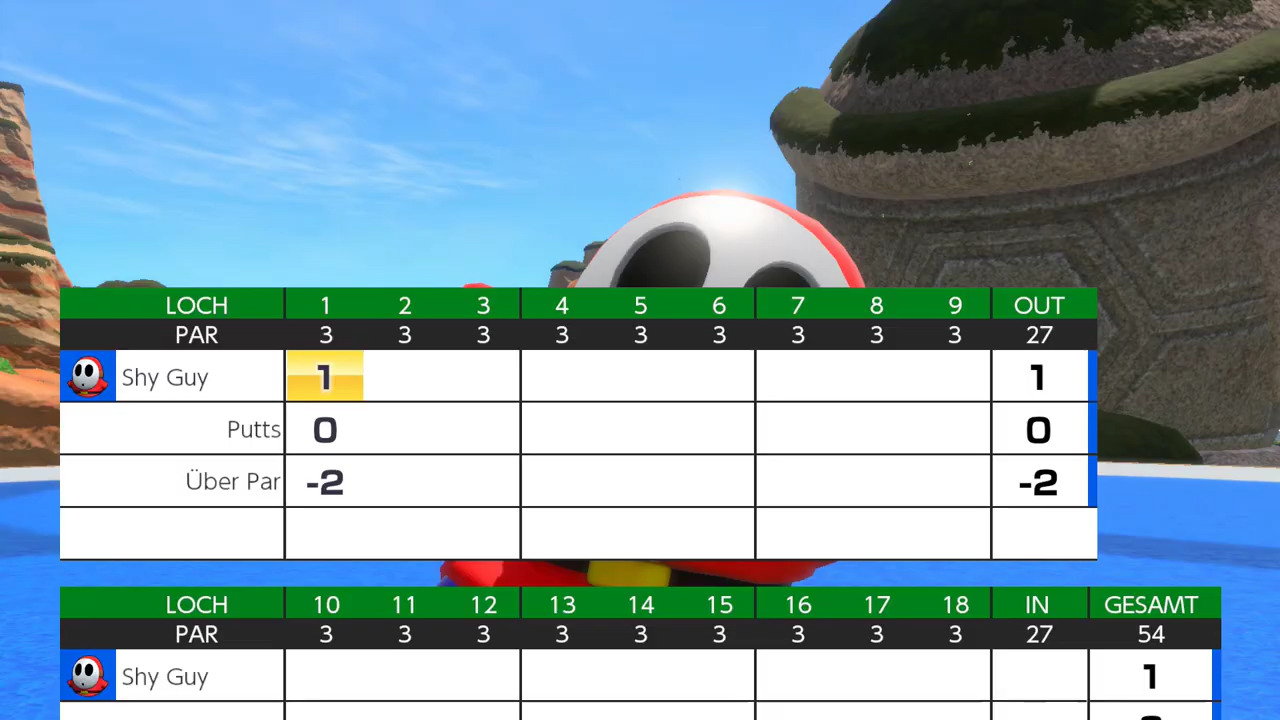 LOCH 1 2 3 4 5 6 7 8 9 OUT
PAR 3 3 3 3 3 3 3 3 3 27
Shy Guy 1 1
Putts 0 0
Über Par -2 -2
LOCH 10 11 12 13 14 15 16 17 18 IN GESAMT
PAR 3 3 3 3 3 3 3 3 3 27 54
Shy Guy 1